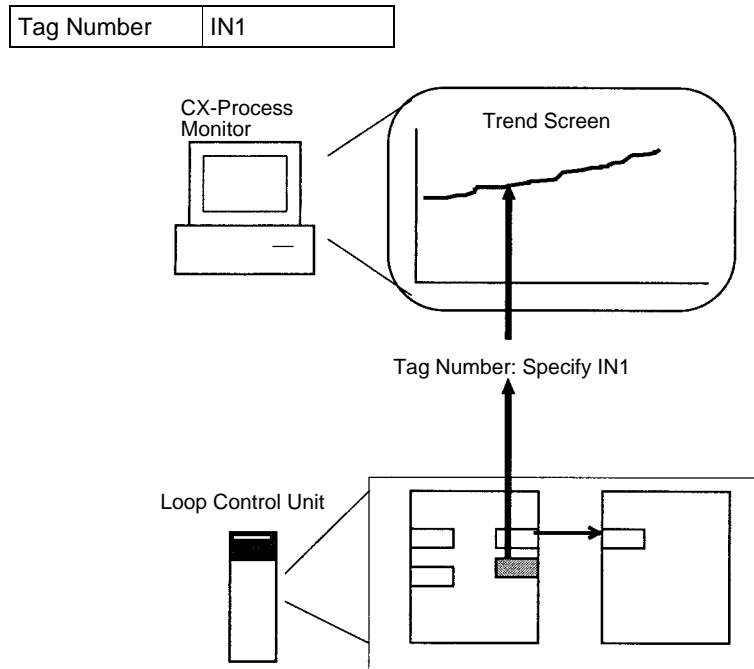 Tag Number IN1
CX-Process
Monitor
Trend Screen
Tag Number: Specify IN1
Loop Control Unit